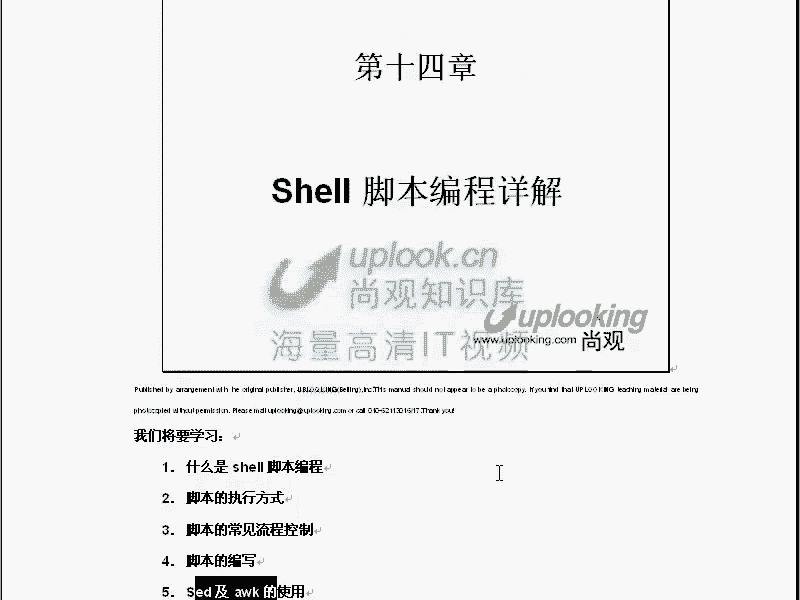 第十四章
Shell 脚本编程详解
uplook.cn
尚观知识库
海量高清IT视频
uplooking
www.uplooking.com 尚观
Published by arrangement with the original publisher, UPLOOKING(Beijing),Inc.This manual should not appear to be a photocopy. If you find that UPLOOKING teaching material are being
photocopied without permission. Please mail uplooking@uplooking.com or call 010-62113016/17.Thank you!
我们将要学习：
1. 什么是 shell 脚本编程
2. 脚本的执行方式
3. 脚本的常见流程控制
4. 脚本的编写
5. Sed 及 awk 的使用